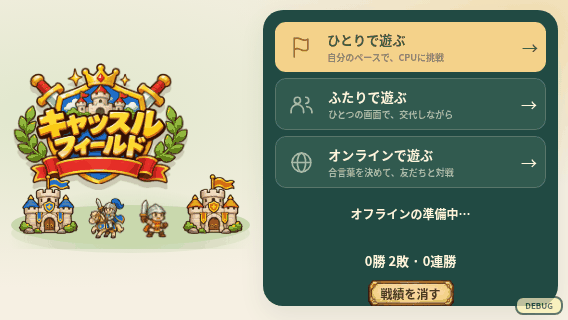 キャッスル
フィールド
ひとりで遊ぶ
自分のペースで、CPUに挑戦
ふたりで遊ぶ
ひとつの画面で、交代しながら
オンラインで遊ぶ
合言葉を決めて、友だちと対戦
オフラインの準備中…
0勝 2敗・0連勝
戦績を消す
DEBUG